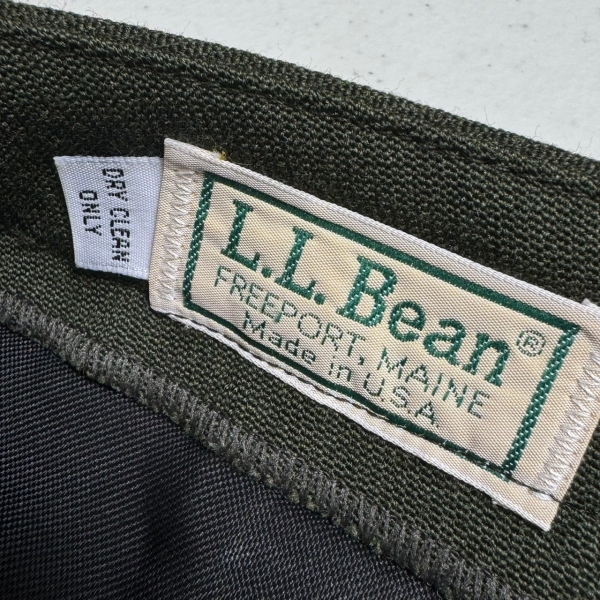 DRY CLEAN
ONLY
L.L.Bean®
FREEPORT, MAINE
Made in U.S.A.